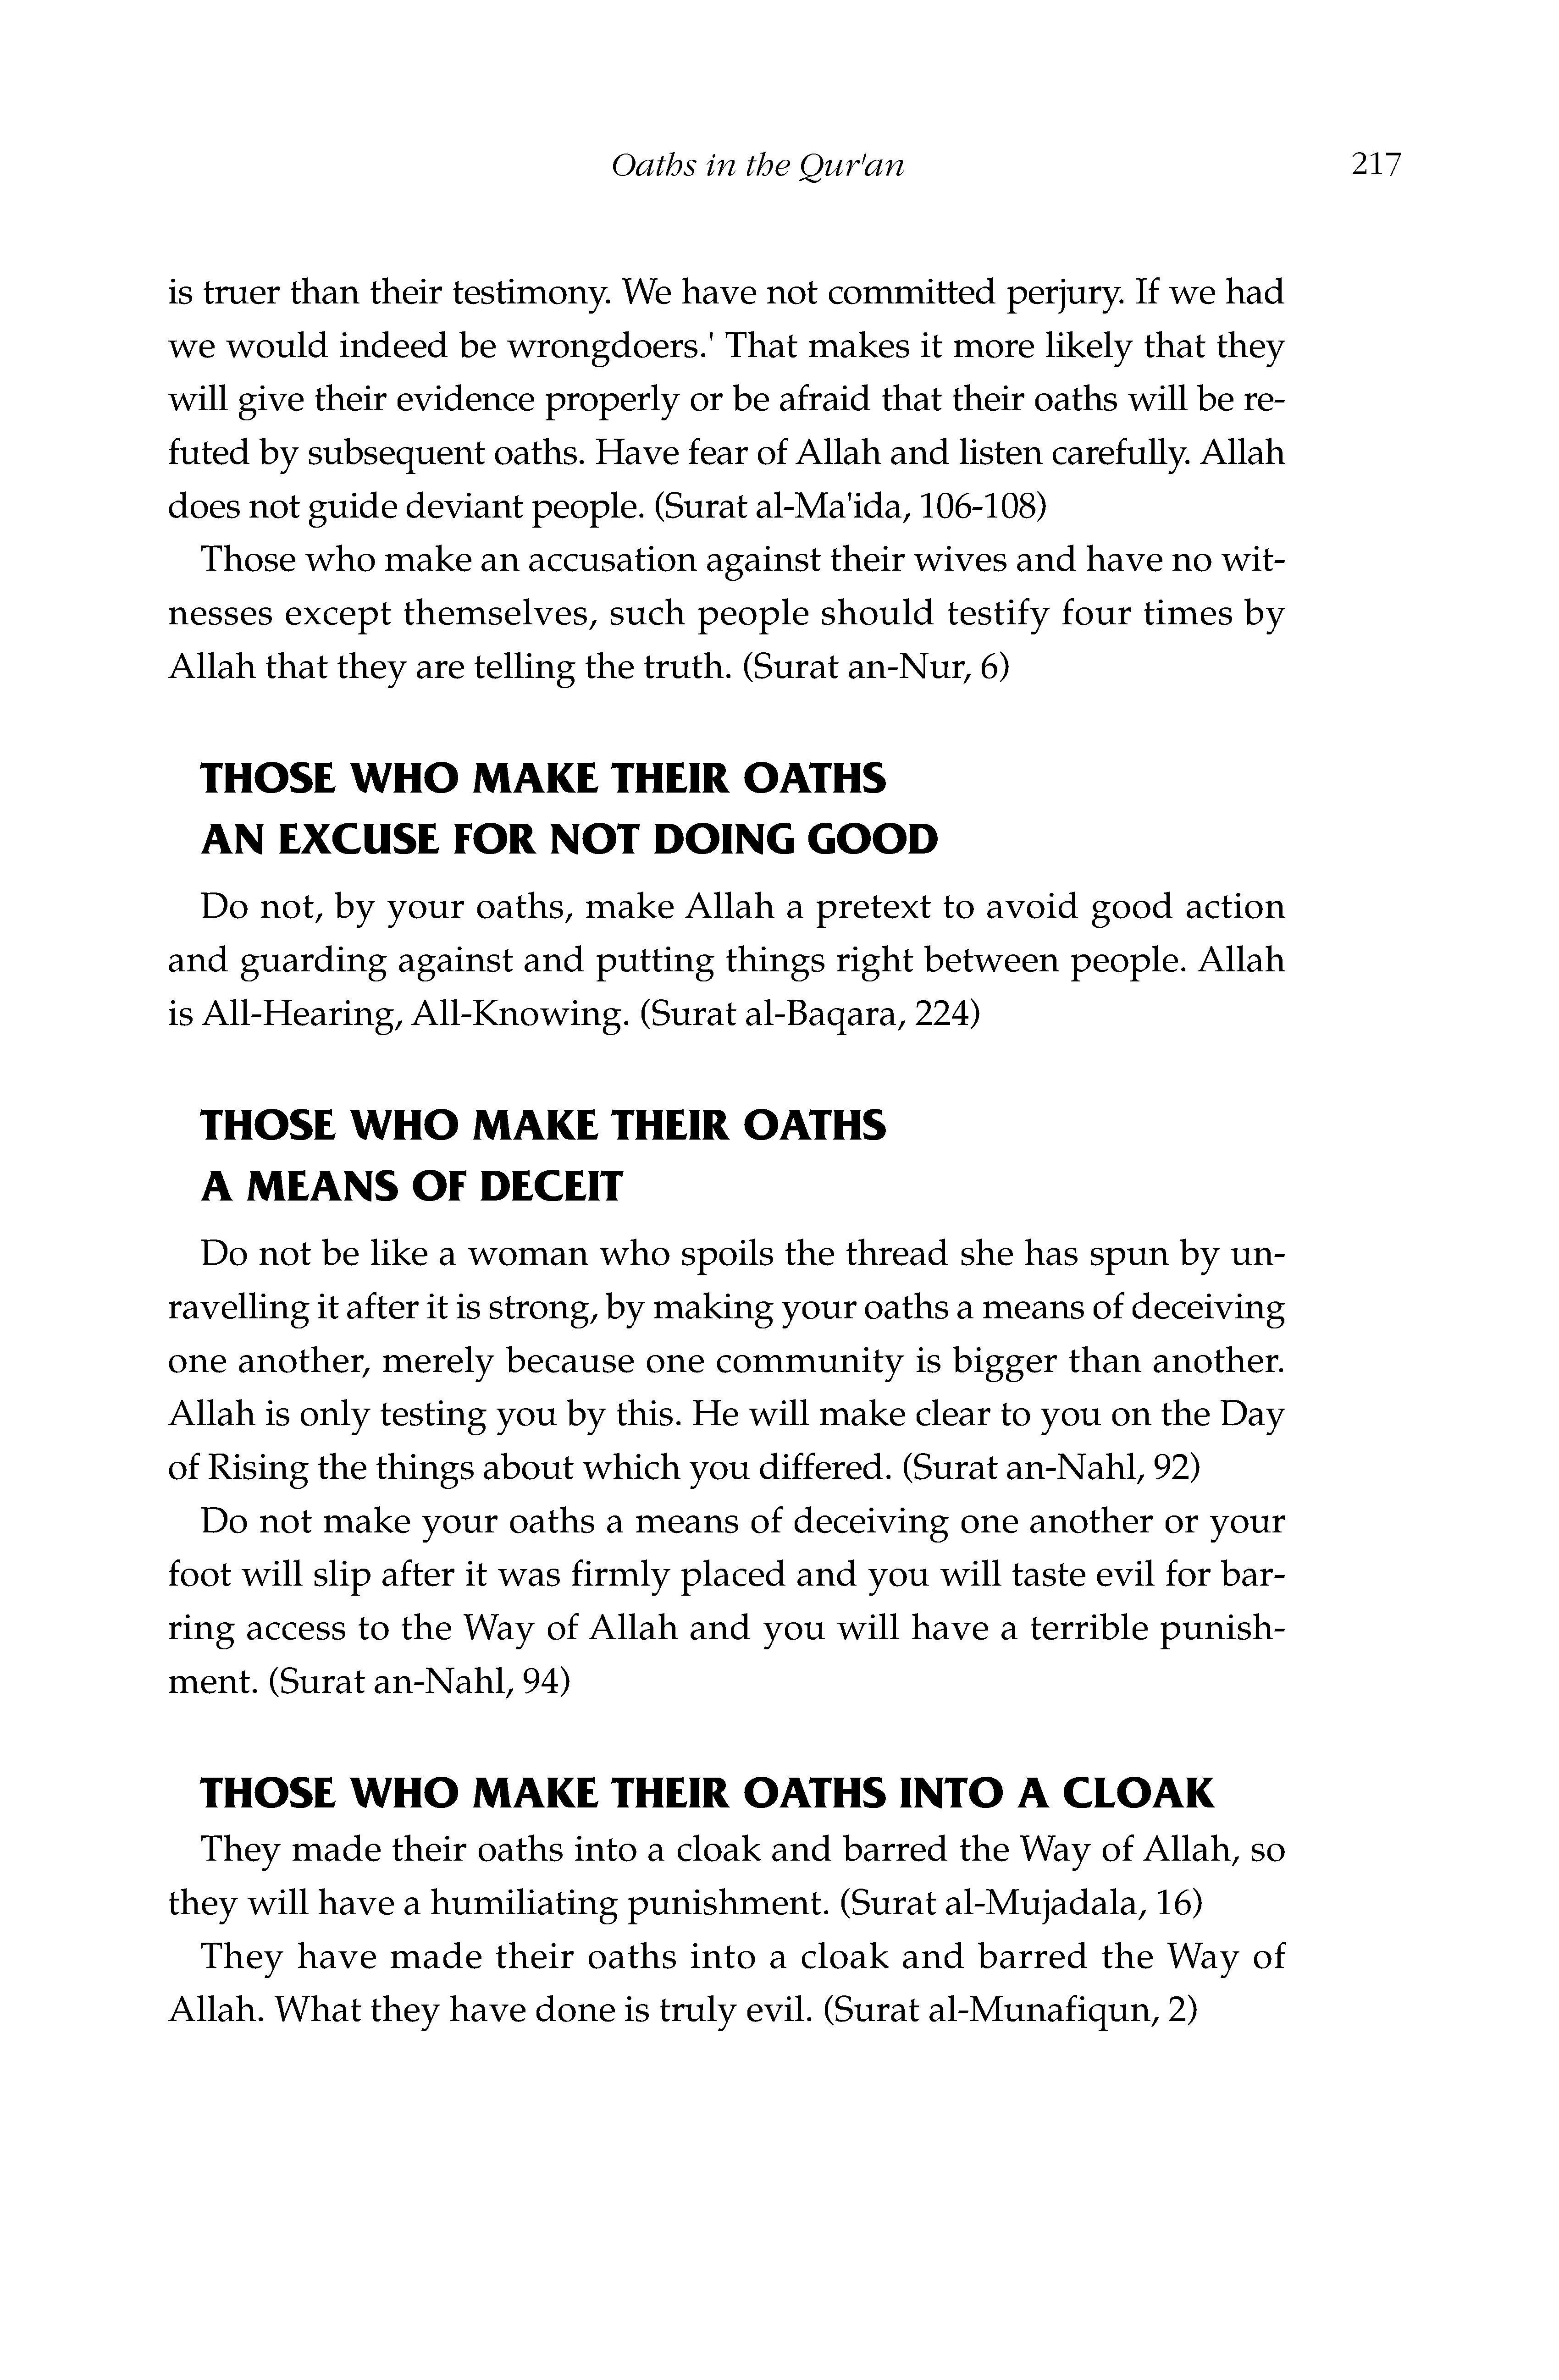 Oaths in the Qur'an 217
is truer than their testimony. We have not committed perjury. If we had
we would indeed be wrongdoers.' That makes it more likely that they
will give their evidence properly or be afraid that their oaths will be re-
futed by subsequent oaths. Have fear of Allah and listen carefully. Allah
does not guide deviant people. (Surat al-Ma'ida, 106-108)
Those who make an accusation against their wives and have no wit-
nesses except themselves, such people should testify four times by
Allah that they are telling the truth. (Surat an-Nur, 6)
THOSE WHO MAKE THEIR OATHS
AN EXCUSE FOR NOT DOING GOOD
Do not, by your oaths, make Allah a pretext to avoid good action
and guarding against and putting things right between people. Allah
is All-Hearing, All-Knowing. (Surat al-Baqara, 224)
THOSE WHO MAKE THEIR OATHS
A MEANS OF DECEIT
Do not be like a woman who spoils the thread she has spun by un-
ravelling it after it is strong, by making your oaths a means of deceiving
one another, merely because one community is bigger than another.
Allah is only testing you by this. He will make clear to you on the Day
of Rising the things about which you differed. (Surat an-Nahl, 92)
Do not make your oaths a means of deceiving one another or your
foot will slip after it was firmly placed and you will taste evil for bar-
ring access to the Way of Allah and you will have a terrible punish-
ment. (Surat an-Nahl, 94)
THOSE WHO MAKE THEIR OATHS INTO A CLOAK
They made their oaths into a cloak and barred the Way of Allah, so
they will have a humiliating punishment. (Surat al-Mujadala, 16)
They have made their oaths into a cloak and barred the Way of
Allah. What they have done is truly evil. (Surat al-Munafiqun, 2)